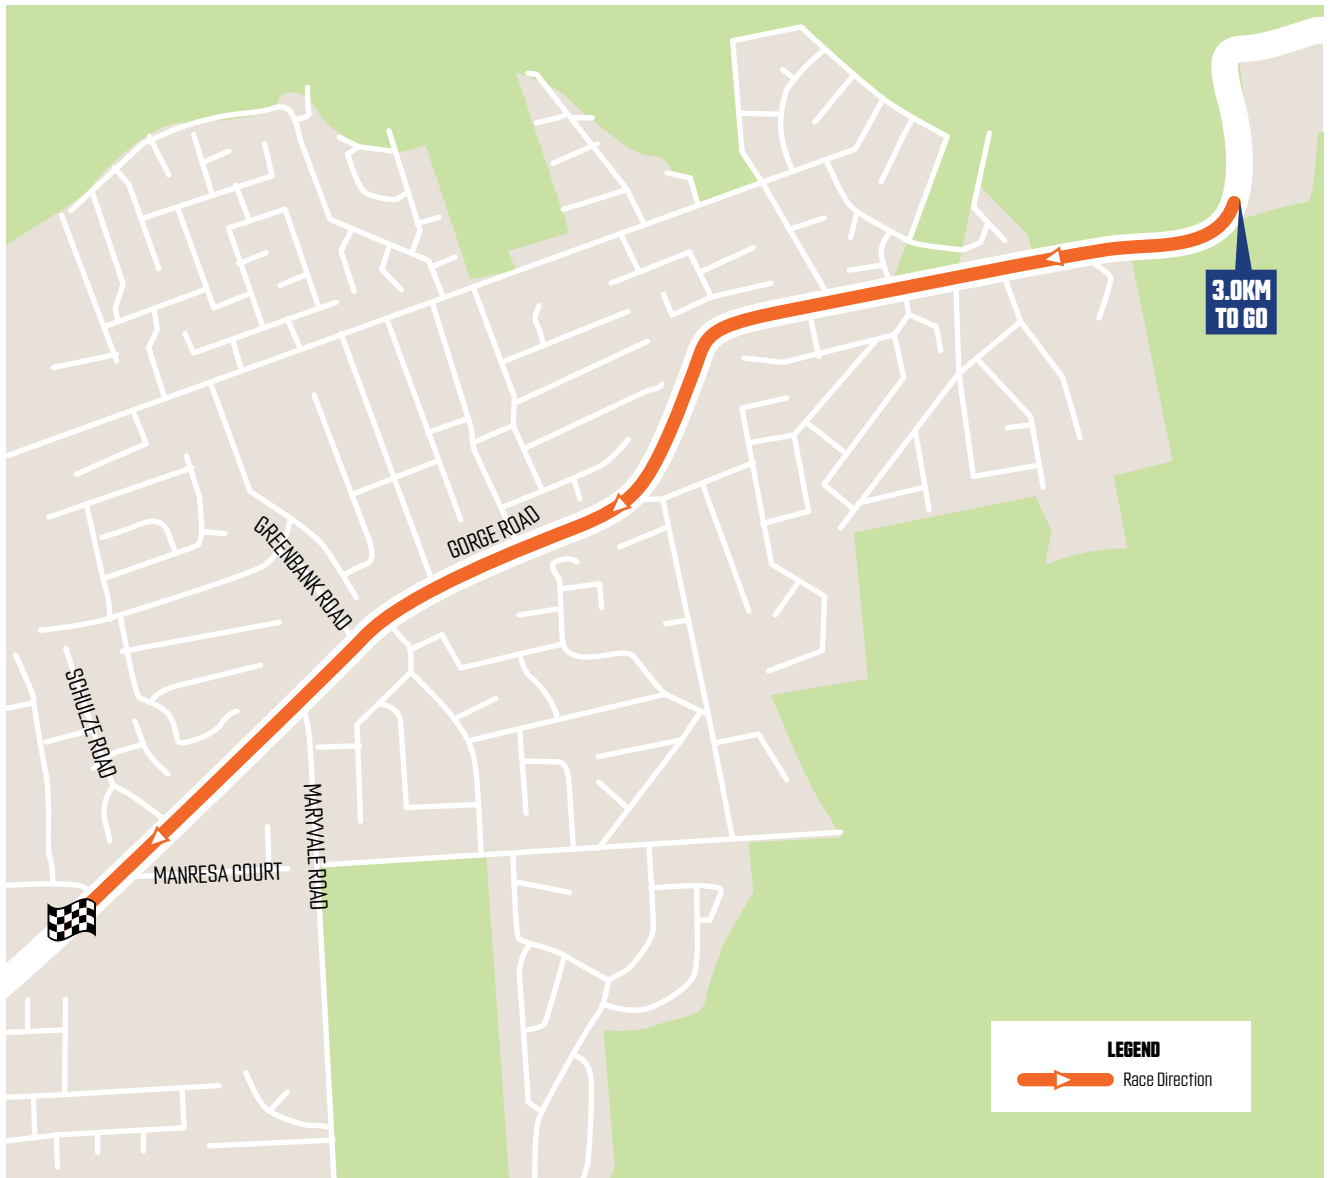 3.0KM
TO GO
GORGE ROAD
GREENBANK ROAD
SCHULZE ROAD
MARYVALE ROAD
MANRESA COURT
LEGEND
Race Direction